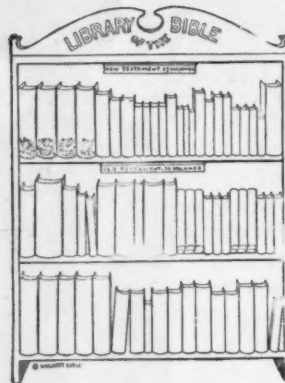 LIBRARY OF THE BIBLE
NEW TESTAMENT 27 VOLUMES
OLD TESTAMENT 39 VOLUMES